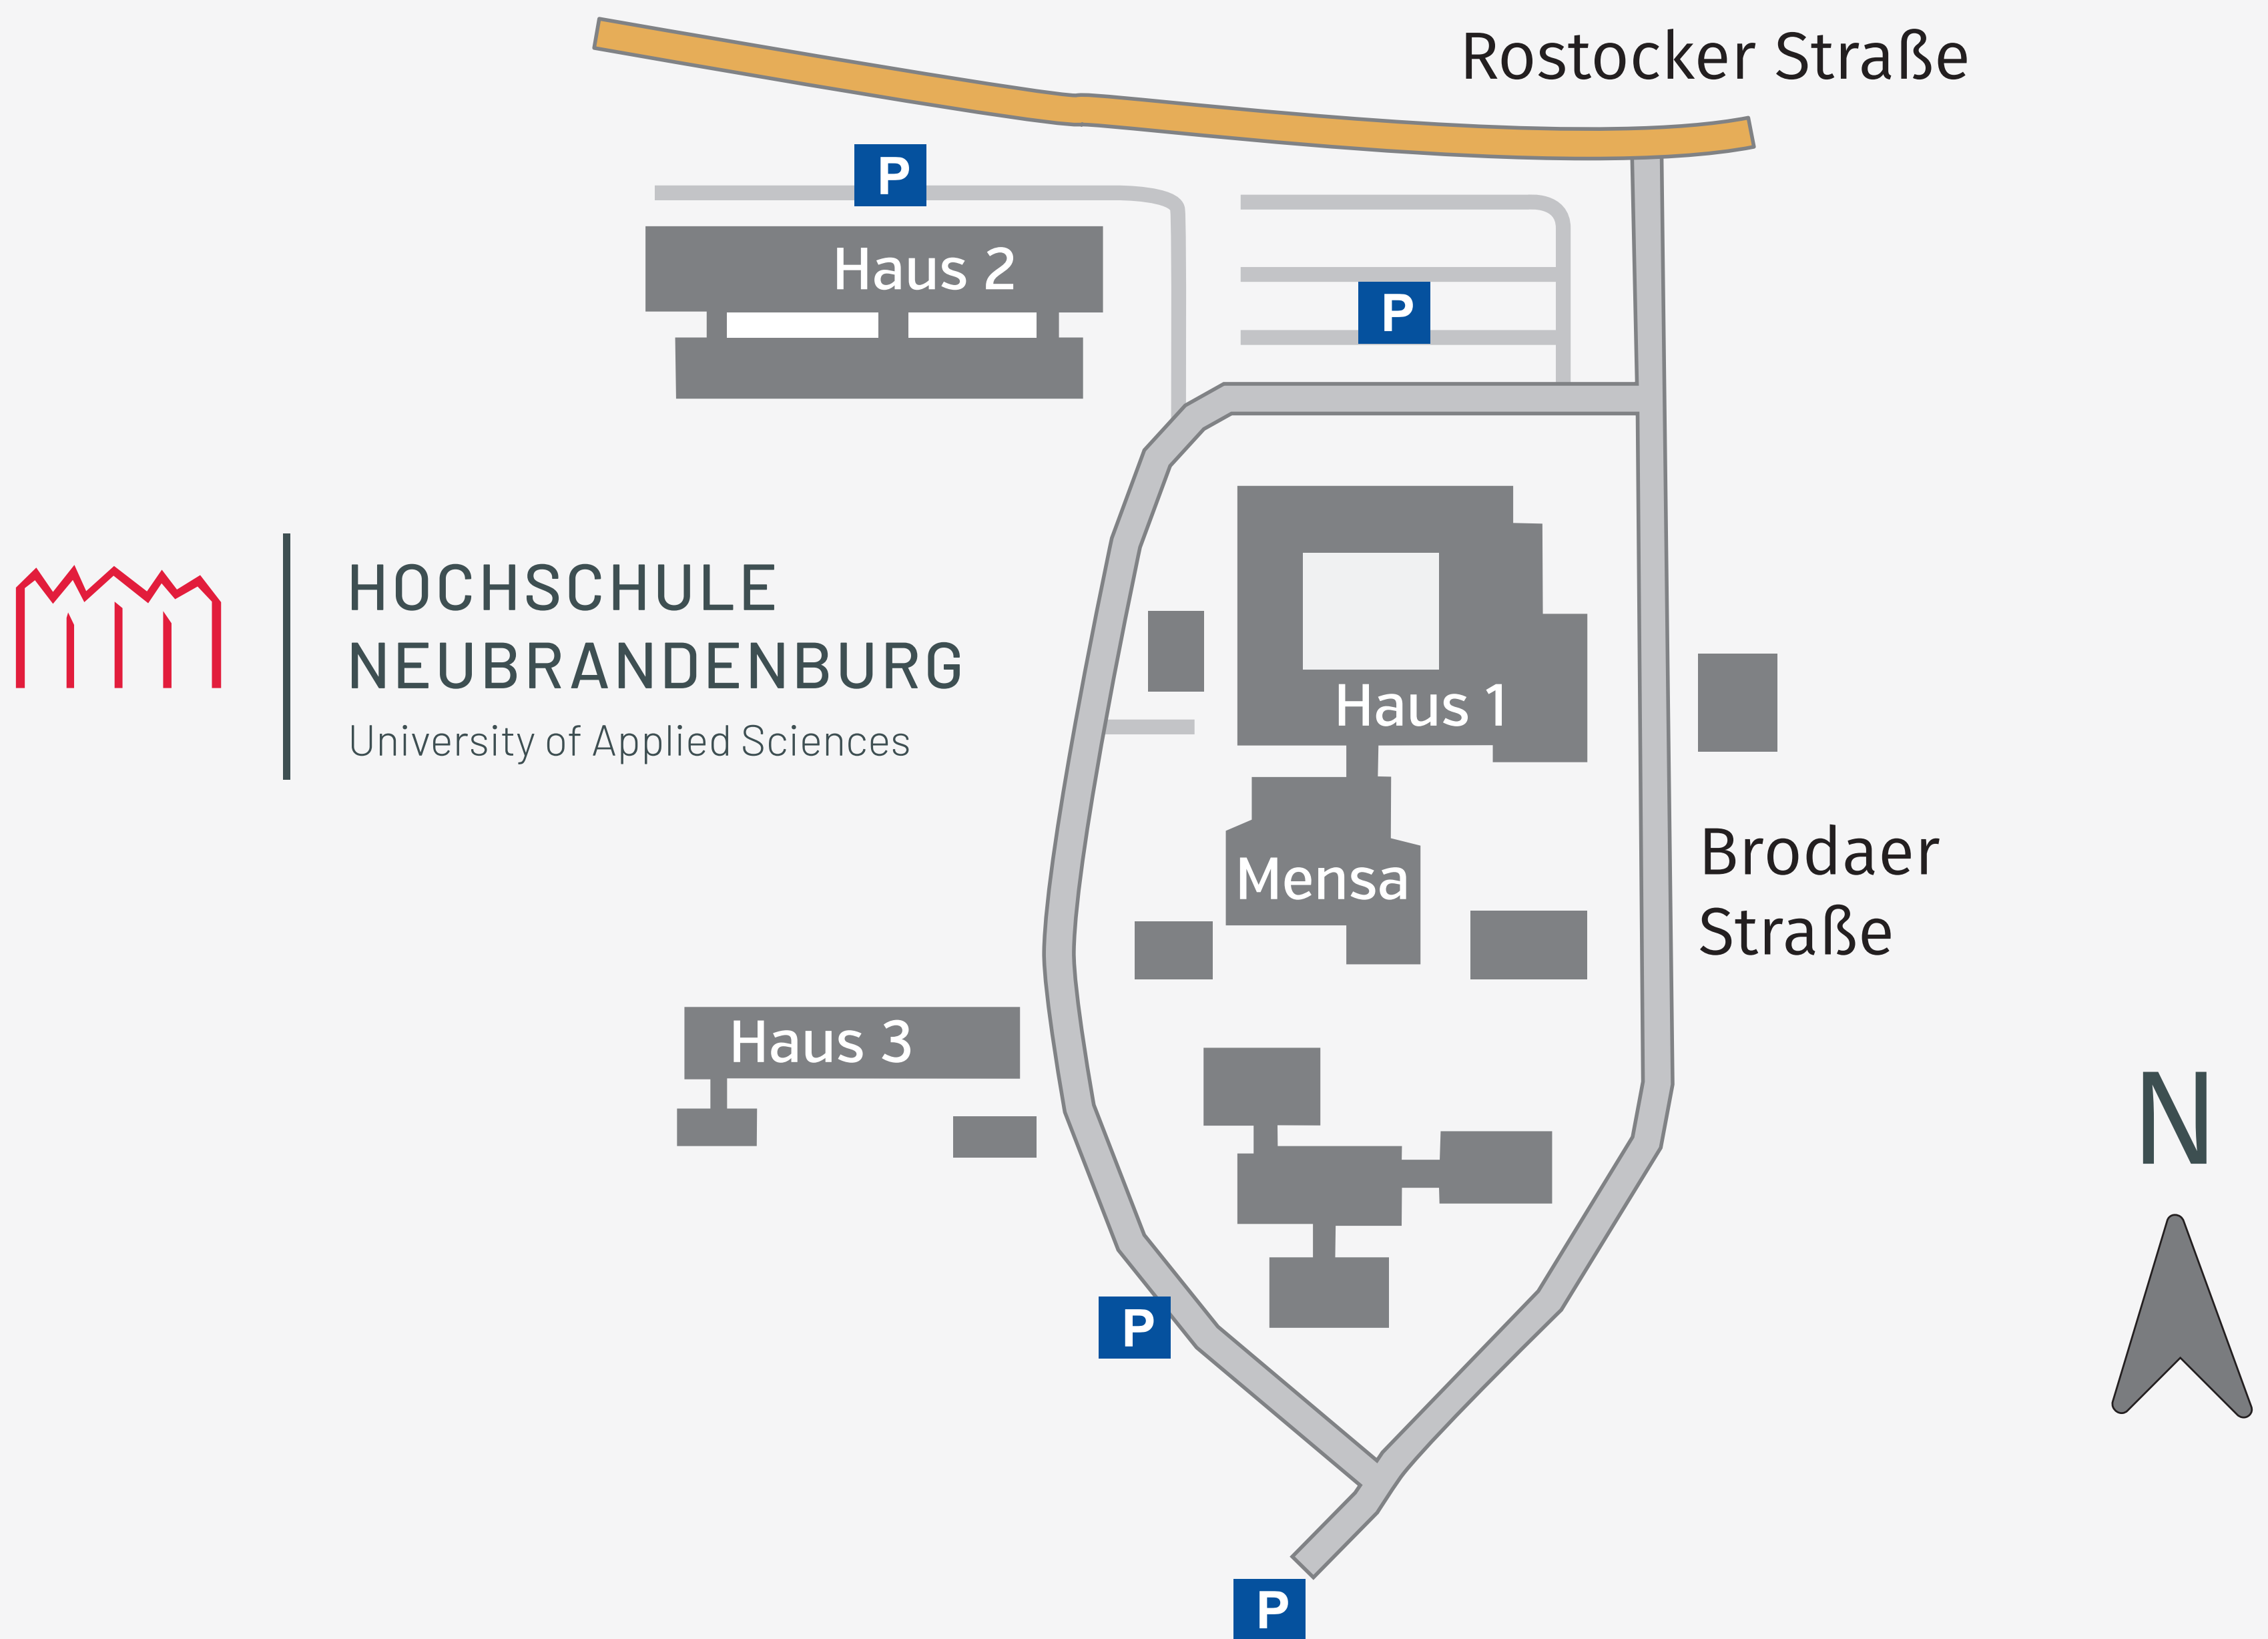 Rostocker Straße
P
Haus 2
P
HOCHSCHULE
NEUBRANDENBURG
University of Applied Sciences
Haus 1
Mensa
Brodaer
Straße
Haus 3
N
P
P